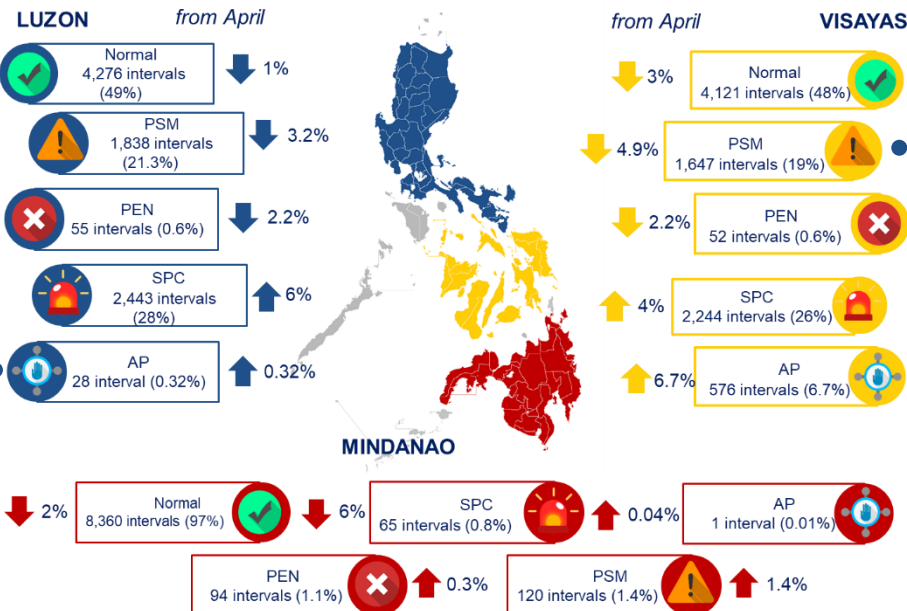 LUZON
from April
Normal
4,276 intervals
(49%)
1%
PSM
1,838 intervals
(21.3%)
3.2%
PEN
55 intervals (0.6%)
2.2%
SPC
2,443 intervals
(28%)
6%
AP
28 interval (0.32%)
0.32%
from April
VISAYAS
3%
Normal
4,121 intervals (48%)
4.9%
PSM
1,647 intervals (19%)
2.2%
PEN
52 intervals (0.6%)
4%
SPC
2,244 intervals (26%)
6.7%
AP
576 intervals (6.7%)
MINDANAO
2%
Normal
8,360 intervals (97%)
6%
SPC
65 intervals (0.8%)
0.04%
AP
1 interval (0.01%)
PEN
94 intervals (1.1%)
0.3%
PSM
120 intervals (1.4%)
1.4%